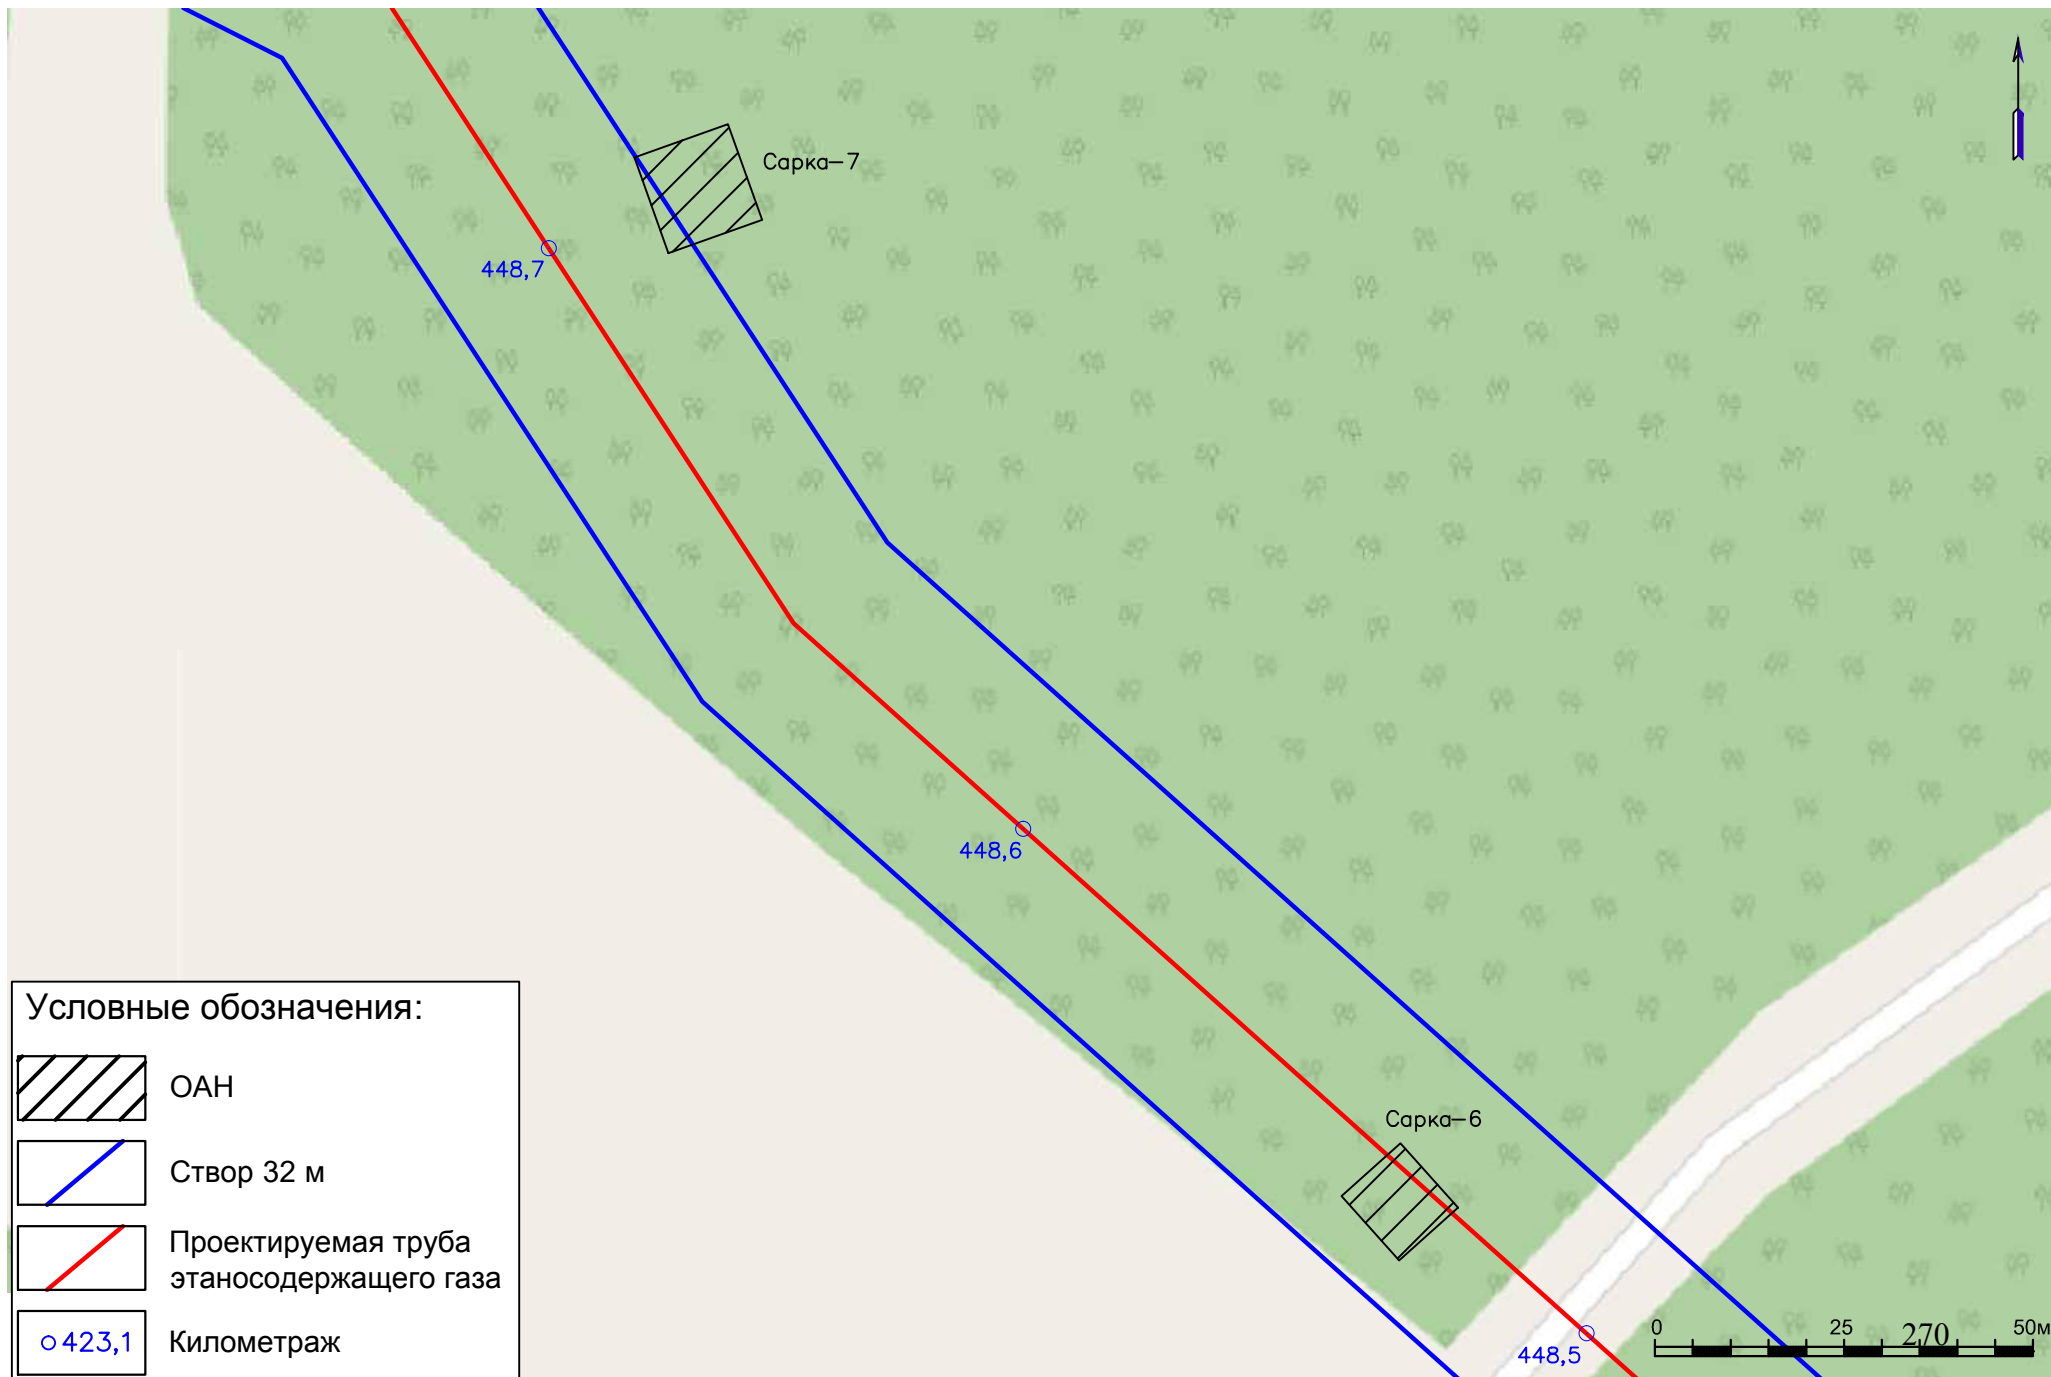 Сарка-7
448,7
448,6
Сарка-6
448,5
0 25 50м
270
Условные обозначения:
ОАН
Створ 32 м
Проектируемая труба
этаносодержащего газа
423,1 Километраж